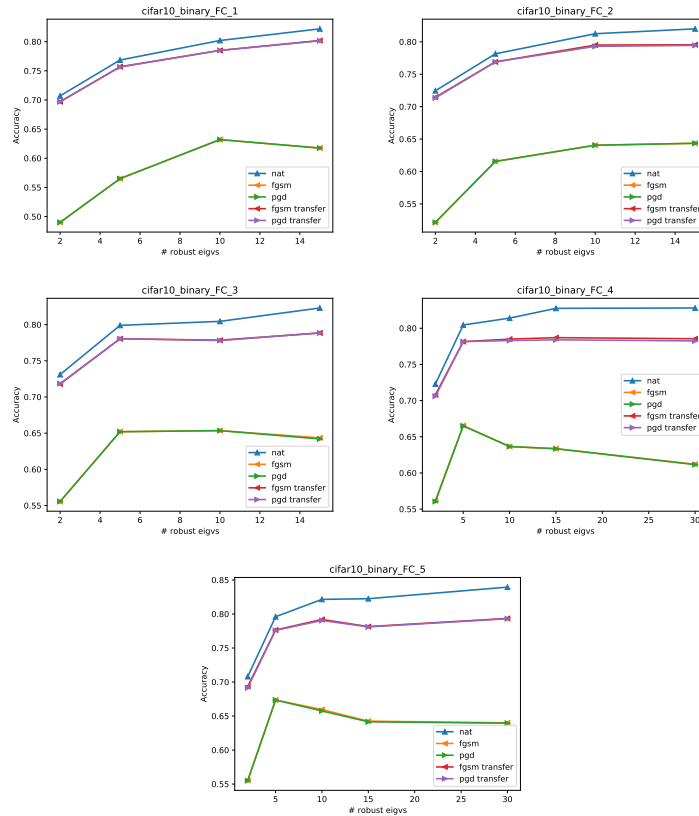 cifar10_binary_FC_1
0.80
0.75
0.70
0.65
0.60
0.55
0.50
Accuracy
nat
fgsm
pgd
fgsm transfer
pgd transfer
2 4 6 8 10 12 14
# robust eigvs
cifar10_binary_FC_2
0.80
0.75
0.70
0.65
0.60
0.55
Accuracy
nat
fgsm
pgd
fgsm transfer
pgd transfer
2 4 6 8 10 12 14
# robust eigvs
cifar10_binary_FC_3
0.80
0.75
0.70
0.65
0.60
0.55
Accuracy
nat
fgsm
pgd
fgsm transfer
pgd transfer
2 4 6 8 10 12 14
# robust eigvs
cifar10_binary_FC_4
0.80
0.75
0.70
0.65
0.60
0.55
Accuracy
nat
fgsm
pgd
fgsm transfer
pgd transfer
5 10 15 20 25 30
# robust eigvs
cifar10_binary_FC_5
0.85
0.80
0.75
0.70
0.65
0.60
0.55
Accuracy
nat
fgsm
pgd
fgsm transfer
pgd transfer
5 10 15 20 25 30
# robust eigvs